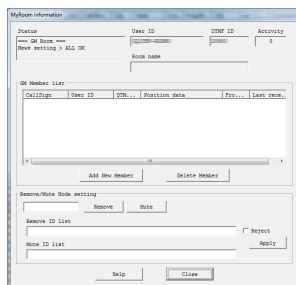 MyRoom information
Status
User ID
DTMF ID
Activity
=== GM Room ===
News setting > ALL OK
0
Room name
GM Member list
CallSign User ID DTM... Position data Fro... Last rece.
Add New Member
Delete Member
Remove/Mute Node setting
Remove
Mute
Remove ID list
Reject
Apply
Mute ID list
Help
Close